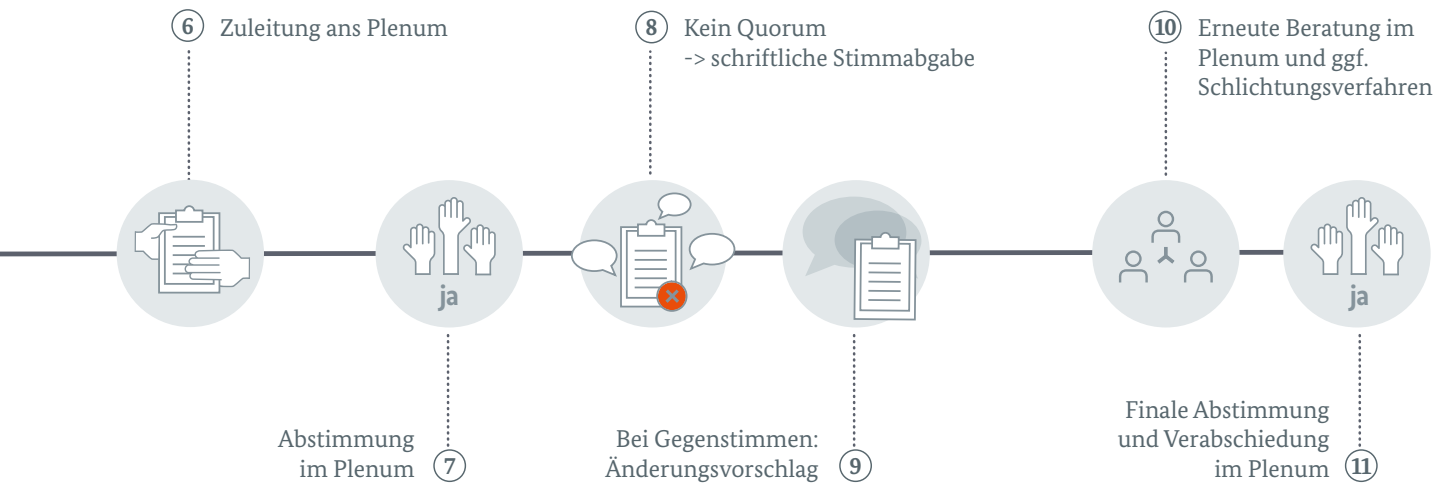 6 Zuleitung ans Plenum
ja
Abstimmung
im Plenum 7
8 Kein Quorum
-> schriftliche Stimmabgabe
Bei Gegenstimmen:
Änderungsvorschlag 9
10 Erneute Beratung im
Plenum und ggf.
Schlichtungsverfahren
ja
Finale Abstimmung
und Verabschiedung
im Plenum 11